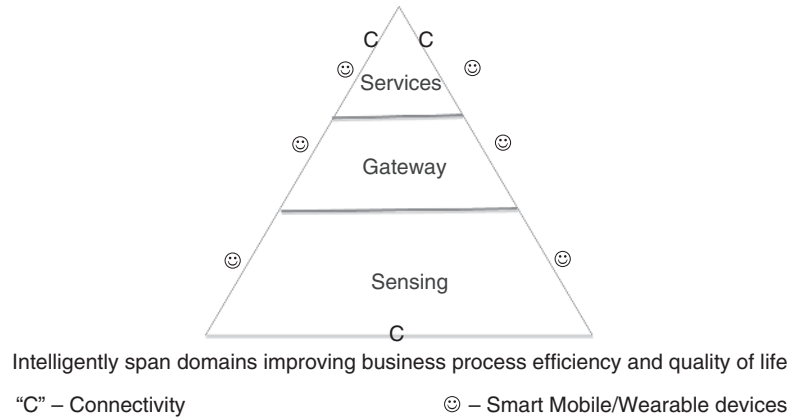 C C
Services
Gateway
Sensing
C
Intelligently span domains improving business process efficiency and quality of life
“C” – Connectivity
☺ – Smart Mobile/Wearable devices